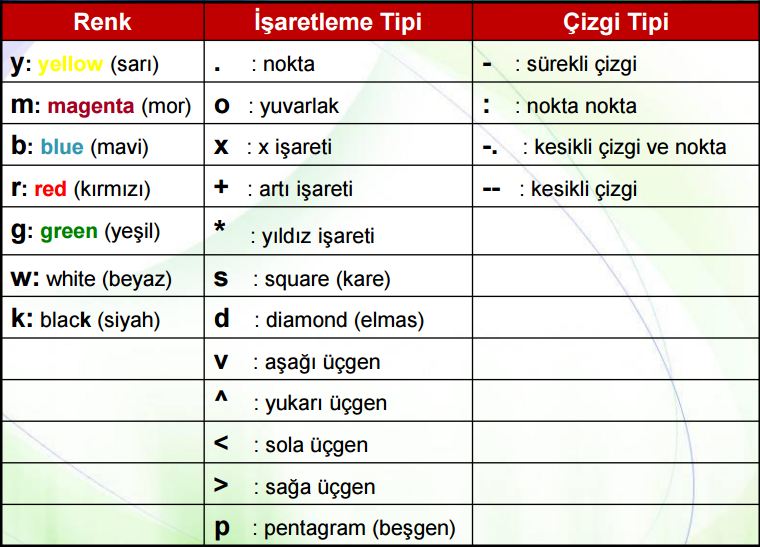 Renk İşaretleme Tipi Çizgi Tipi
y: yellow (sarı) . : nokta - : sürekli çizgi
m: magenta (mor) o : yuvarlak : : nokta nokta
b: blue (mavi) x : x işareti -. : kesikli çizgi ve nokta
r: red (kırmızı) + : artı işareti -- : kesikli çizgi
g: green (yeşil) * : yıldız işareti
w: white (beyaz) s : square (kare)
k: black (siyah) d : diamond (elmas)
v : aşağı üçgen
^ : yukarı üçgen
< : sola üçgen
> : sağa üçgen
p : pentagram (beşgen)